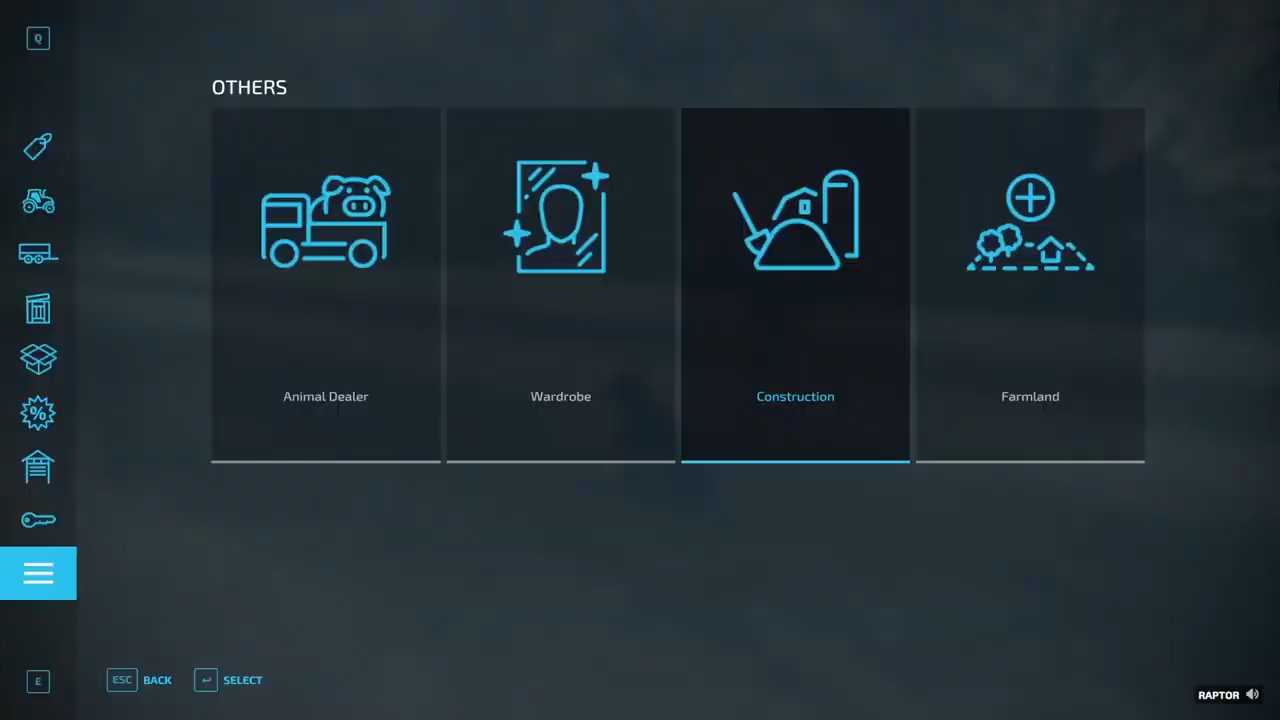 Q
OTHERS
%
Animal Dealer
Wardrobe
Construction
Farmland
E
ESC BACK
SELECT
RAPTOR